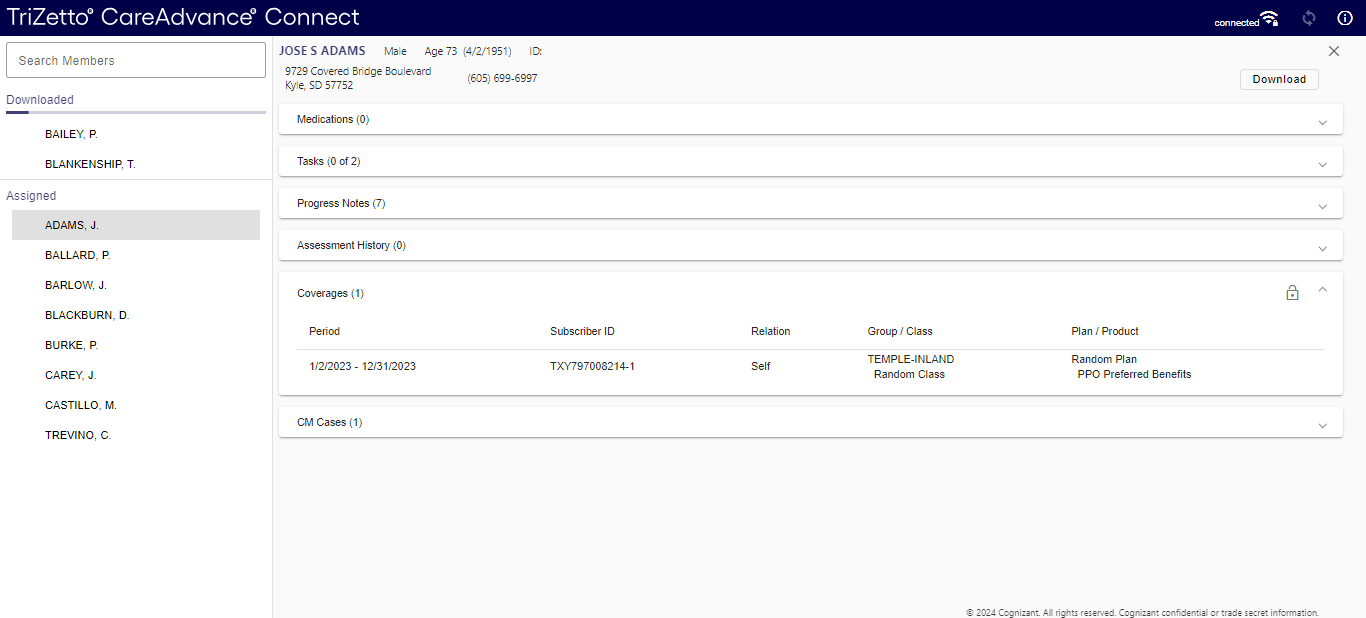 TriZetto® CareAdvance® Connect
connected
Search Members
Downloaded
BAILEY, P.
BLANKENSHIP, T.
Assigned
ADAMS, J.
BALLARD, P.
BARLOW, J.
BLACKBURN, D.
BURKE, P.
CAREY, J.
CASTILLO, M.
TREVINO, C.
JOSE S ADAMS Male Age 73 (4/2/1951) ID:
9729 Covered Bridge Boulevard
Kyle, SD 57752
(605) 699-6997
Download
Medications (0)
Tasks (0 of 2)
Progress Notes (7)
Assessment History (0)
Coverages (1)
Period Subscriber ID Relation Group / Class Plan / Product
1/2/2023 - 12/31/2023 TXY797008214-1 Self TEMPLE-INLAND Random Plan
Random Class PPO Preferred Benefits
CM Cases (1)
© 2024 Cognizant. All rights reserved. Cognizant confidential or trade secret information.